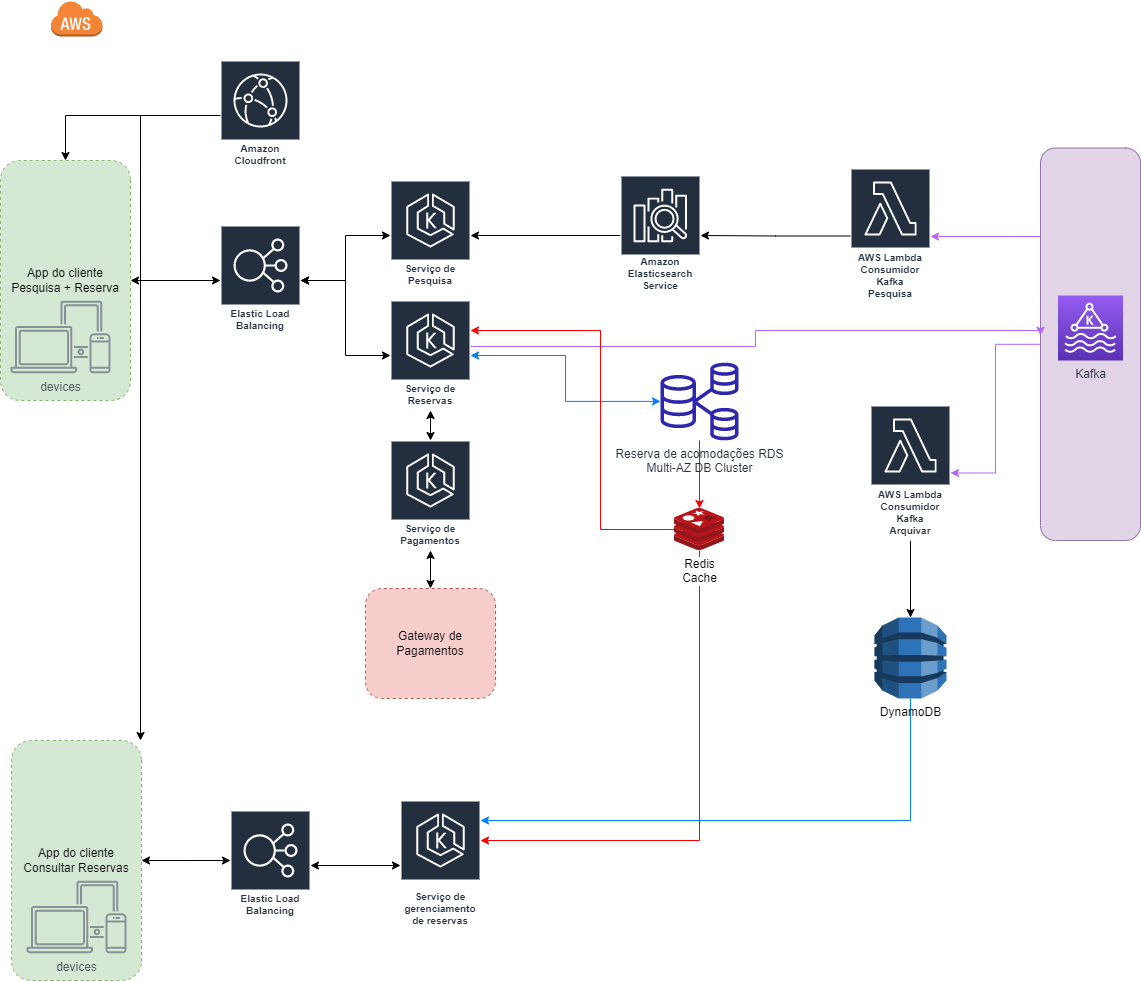 AWS
Amazon
Cloudfront
App do cliente
Pesquisa + Reserva
devices
Elastic Load
Balancing
K
Serviço de
Pesquisa
Amazon
Elasticsearch
Service
AWS Lambda
Consumidor
Kafka
Pesquisa
K
Serviço de
Reservas
K
Kafka
Reserva de acomodações RDS
Multi-AZ DB Cluster
AWS Lambda
Consumidor
Kafka
Arquivar
K
Serviço de
Pagamentos
Redis
Cache
Gateway de
Pagamentos
DynamoDB
App do cliente
Consultar Reservas
devices
Elastic Load
Balancing
K
Serviço de
gerenciamento
de reservas